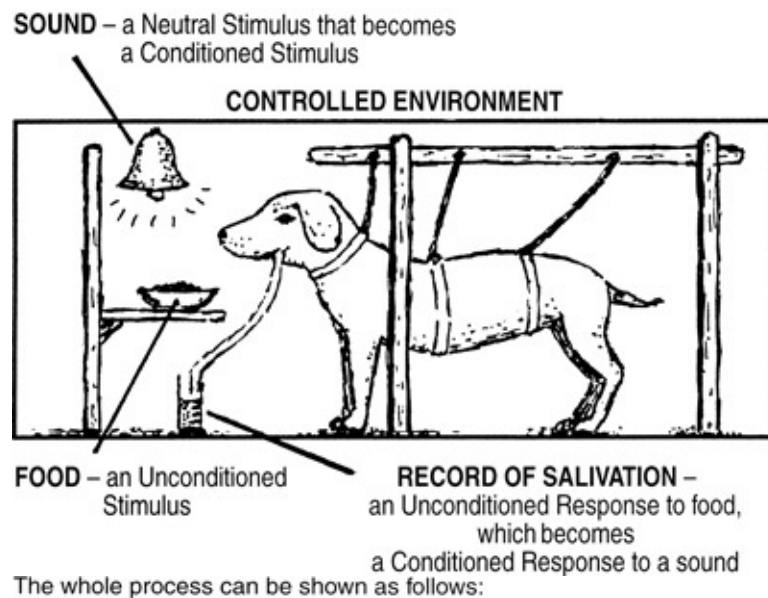 SOUND – a Neutral Stimulus that becomes
a Conditioned Stimulus
CONTROLLED ENVIRONMENT
FOOD – an Unconditioned
Stimulus
RECORD OF SALIVATION –
an Unconditioned Response to food,
which becomes
a Conditioned Response to a sound
The whole process can be shown as follows: